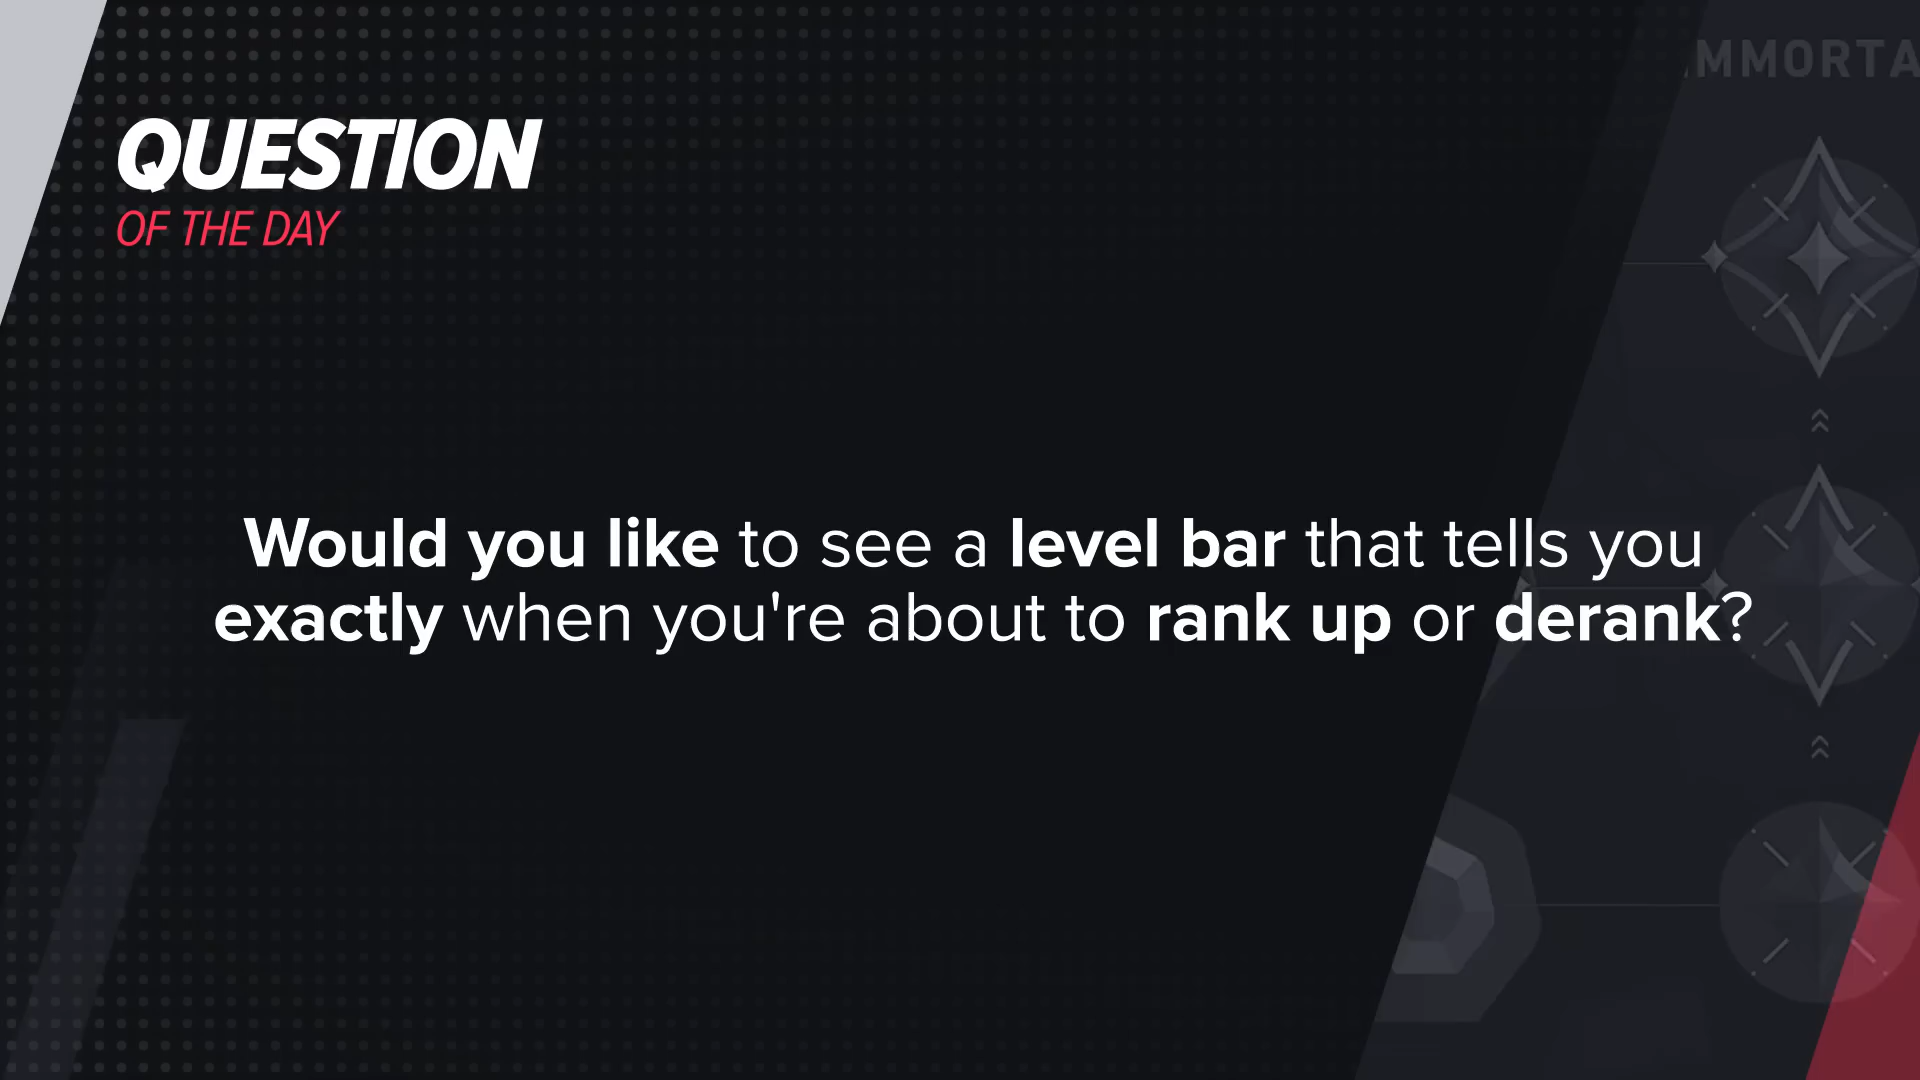 MMORTA
QUESTION
OF THE DAY
Would you like to see a level bar that tells you
exactly when you're about to rank up or derank?